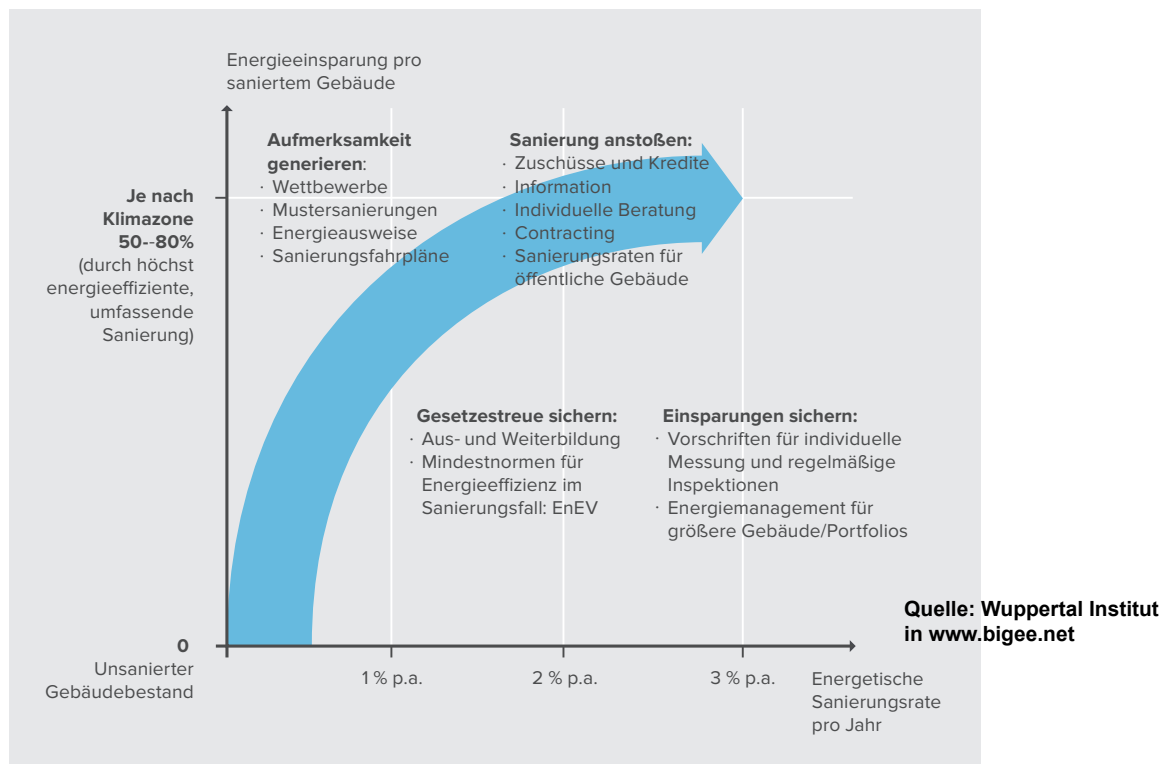 Energieeinsparung pro
saniertem Gebäude
Aufmerksamkeit
generieren:
· Wettbewerbe
· Mustersanierungen
· Energieausweise
· Sanierungsfahrpläne
Sanierung anstoßen:
· Zuschüsse und Kredite
· Information
· Individuelle Beratung
· Contracting
· Sanierungsraten für
öffentliche Gebäude
Je nach
Klimazone
50--80%
(durch höchst
energieeffiziente,
umfassende
Sanierung)
Gesetzestreue sichern:
· Aus- und Weiterbildung
· Mindestnormen für
Energieeffizienz im
Sanierungsfall: EnEV
Einsparungen sichern:
· Vorschriften für individuelle
Messung und regelmäßige
Inspektionen
· Energiemanagement für
größere Gebäude/Portfolios
Quelle: Wuppertal Institut
in www.bigee.net
0
Unsanierter
Gebäudebestand
1 % p.a.
2 % p.a.
3 % p.a.
Energetische
Sanierungsrate
pro Jahr